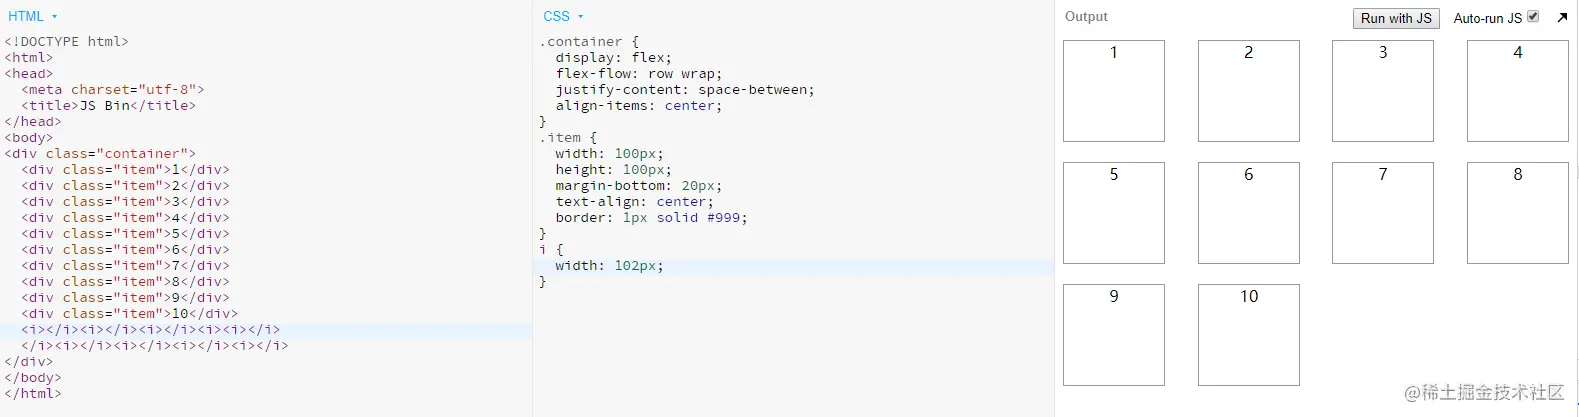 HTML
<!DOCTYPE html>
<html>
<head>
  <meta charset="utf-8">
  <title>JS Bin</title>
</head>
<body>
<div class="container">
  <div class="item">1</div>
  <div class="item">2</div>
  <div class="item">3</div>
  <div class="item">4</div>
  <div class="item">5</div>
  <div class="item">6</div>
  <div class="item">7</div>
  <div class="item">8</div>
  <div class="item">9</div>
  <div class="item">10</div>
  <i></i><i></i><i></i><i><i></i>
  </i><i></i><i></i><i></i><i></i>
</div>
</body>
</html>
CSS
.container {
  display: flex;
  flex-flow: row wrap;
  justify-content: space-between;
  align-items: center;
}
.item {
  width: 100px;
  height: 100px;
  margin-bottom: 20px;
  text-align: center;
  border: 1px solid #999;
}
i {
  width: 102px;
}
Output
Run with JS
Auto-run JS
1 2 3 4
5 6 7 8
9 10
@稀土掘金技术社区